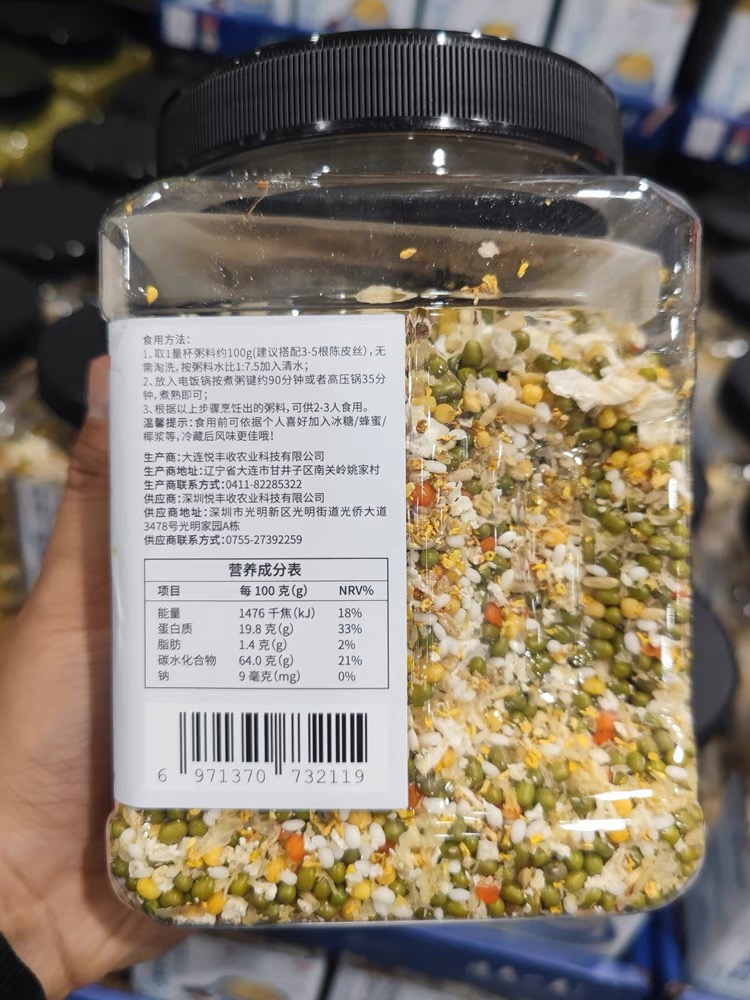 食用方法：
1、取1量杯粥料约100g(建议搭配3-5根陈皮丝)，无
需淘洗，按粥料水比1:7.5加入清水；
2、放入电饭锅按煮粥键约90分钟或者高压锅35分
钟，煮熟即可；
3、根据以上步骤烹饪出的粥料，可供2-3人食用。
温馨提示：食用前可依据个人喜好加入冰糖/蜂蜜/
椰浆等，冷藏后风味更佳哦！
生产商：大连悦丰收农业科技有限公司
生产商地址：辽宁省大连市甘井子区南关岭姚家村
生产商联系方式：0411-82285322
供应商：深圳悦丰收农业科技有限公司
供应商地址：深圳市光明新区光明街道光侨大道
3478号光明家园A栋
供应商联系方式：0755-27392259
营养成分表
项目 每 100 克(g) NRV%
能量 1476 千焦(kJ) 18%
蛋白质 19.8 克(g) 33%
脂肪 1.4 克(g) 2%
碳水化合物 64.0 克(g) 21%
钠 9 毫克(mg) 0%
6 971370 732119